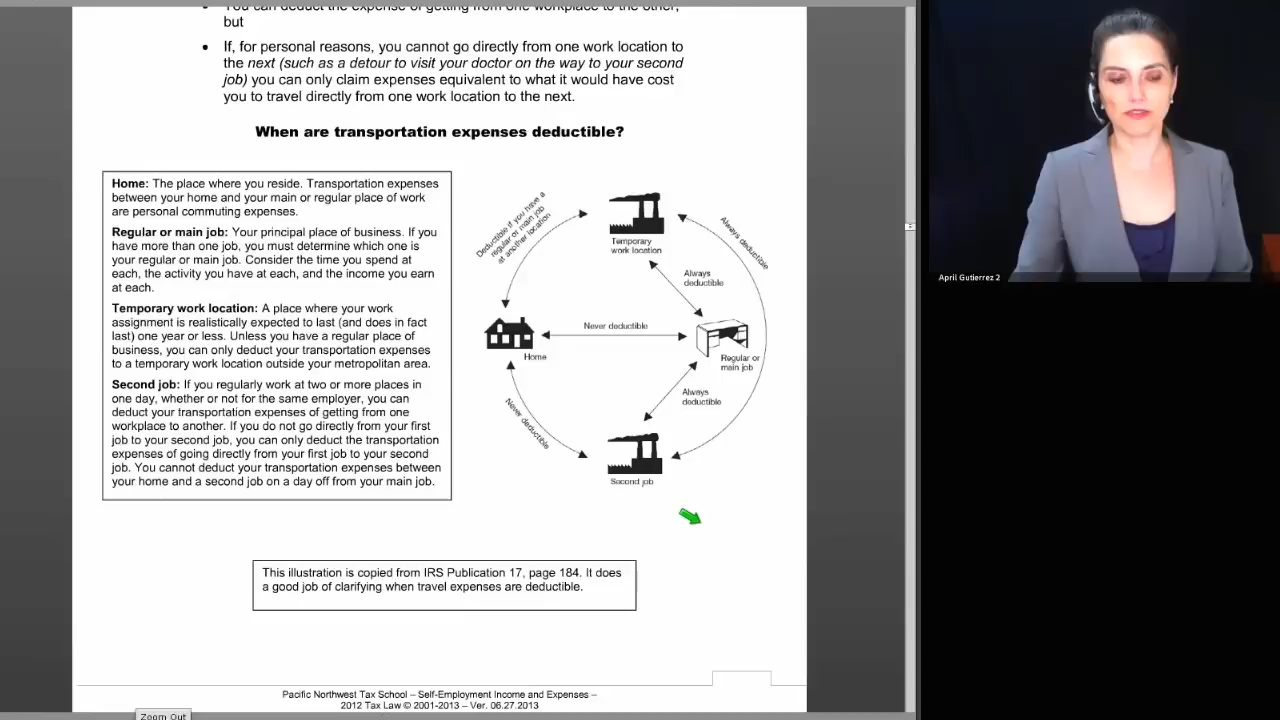 You can deduct the expense of getting from one workplace to the other,
but
• If, for personal reasons, you cannot go directly from one work location to
the next (such as a detour to visit your doctor on the way to your second
job) you can only claim expenses equivalent to what it would have cost
you to travel directly from one work location to the next.
When are transportation expenses deductible?
Home: The place where you reside. Transportation expenses
between your home and your main or regular place of work
are personal commuting expenses.
Regular or main job: Your principal place of business. If you
have more than one job, you must determine which one is
your regular or main job. Consider the time you spend at
each, the activity you have at each, and the income you earn
at each.
Temporary work location: A place where your work
assignment is realistically expected to last (and does in fact
last) one year or less. Unless you have a regular place of
business, you can only deduct your transportation expenses
to a temporary work location outside your metropolitan area.
Second job: If you regularly work at two or more places in
one day, whether or not for the same employer, you can
deduct your transportation expenses of getting from one
workplace to another. If you do not go directly from your first
job to your second job, you can only deduct the transportation
expenses of going directly from your first job to your second
job. You cannot deduct your transportation expenses between
your home and a second job on a day off from your main job.
Deductible if you have a
regular or main job
at another location
Temporary
work location
Always deductible
Always
deductible
Never deductible
Home
Regular or
main job
Always
deductible
Never deductible
Second job
This illustration is copied from IRS Publication 17, page 184. It does
a good job of clarifying when travel expenses are deductible.
Pacific Northwest Tax School – Self-Employment Income and Expenses –
2012 Tax Law © 2001-2013 – Ver. 06.27.2013
Zoom Out
April Gutierrez 2